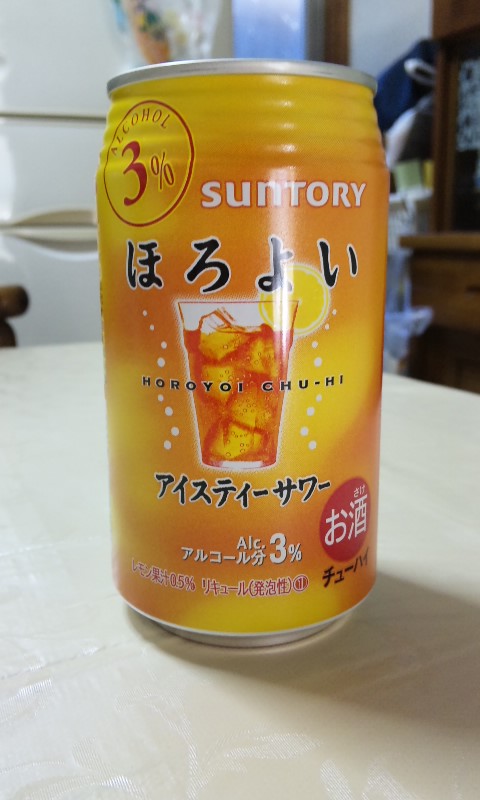 ALCOHOL
3%
SUNTORY
ほろよい
HOROYOI CHU-HI
アイスティーサワー
さけ
お酒
Alc.
アルコール分3%
チューハイ
レモン果汁0.5% リキュール(発泡性)①